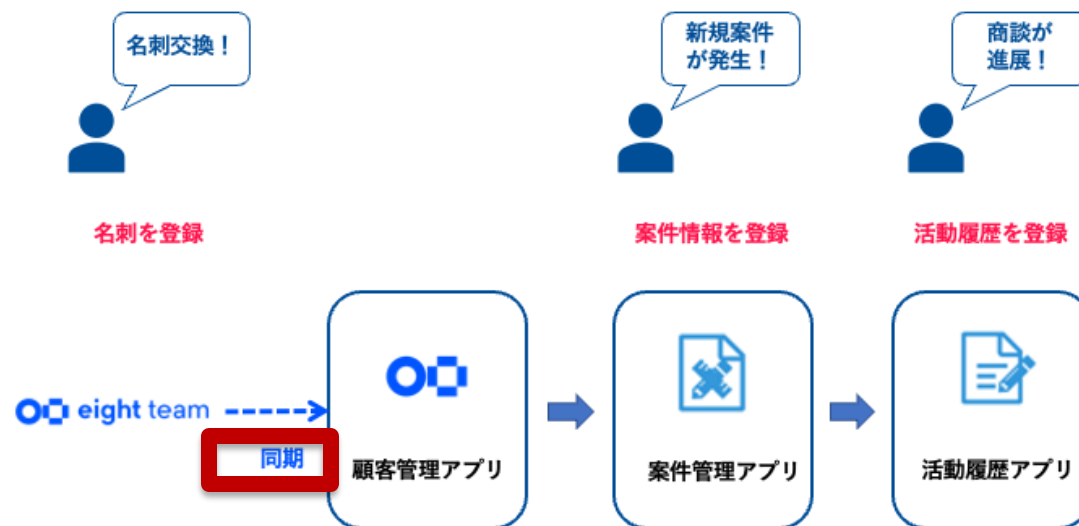 名刺交換！
新規案件
が発生！
商談が
進展！
名刺を登録
案件情報を登録
活動履歴を登録
eight team
同期
顧客管理アプリ
案件管理アプリ
活動履歴アプリ